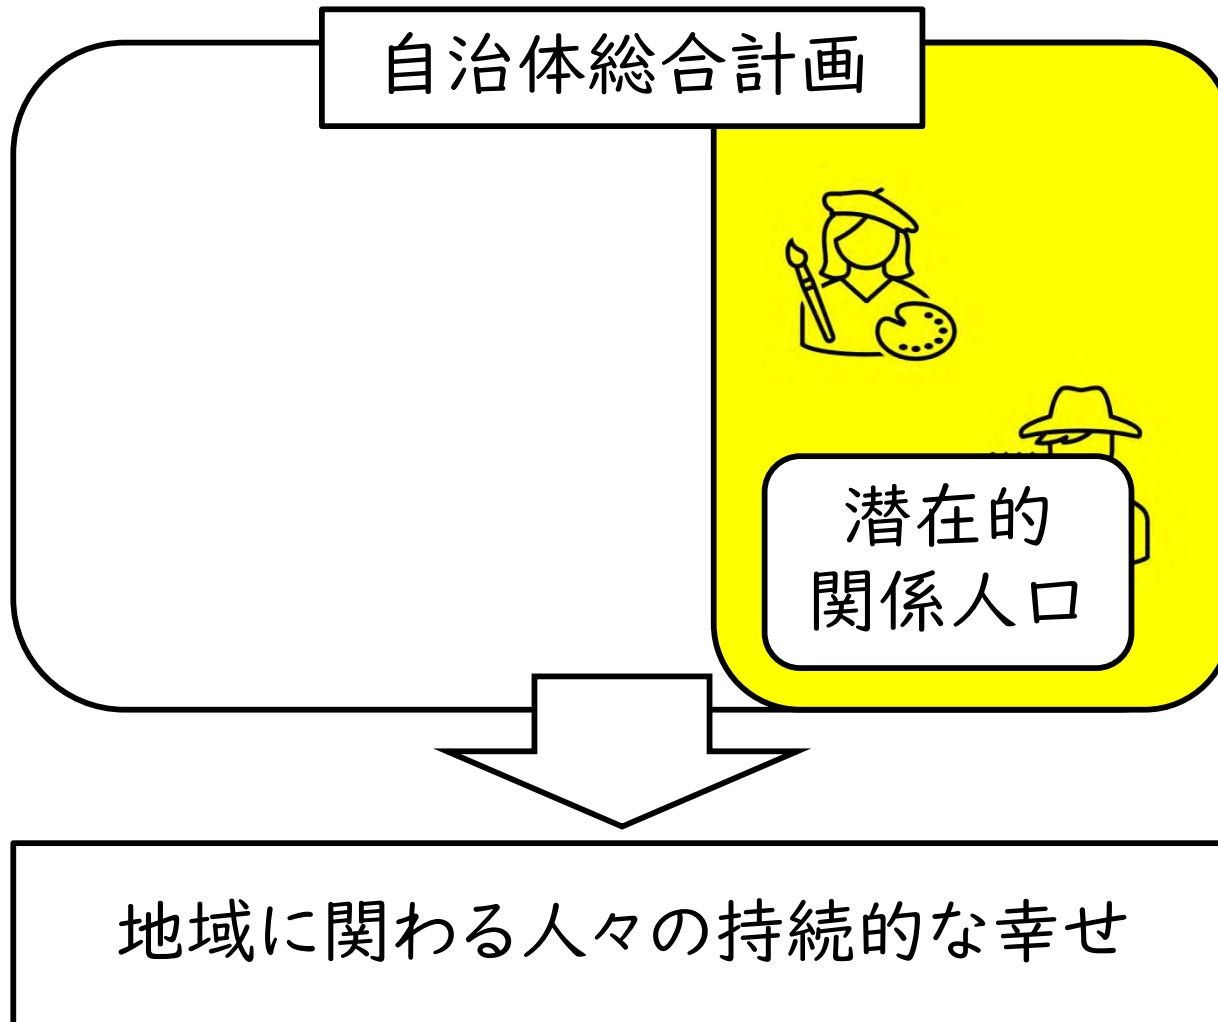 自治体総合計画
潜在的
関係人口
地域に関わる人々の持続的な幸せ